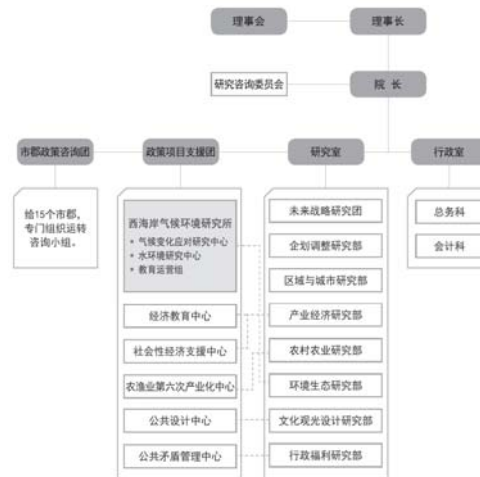 理事会
理事长
研究咨询委员会
院 长
市郡政策咨询团
政策项目支援团
研究室
行政室
给15个市郡，
专门组织运转
咨询小组。
西海岸气候环境研究所
• 气候变化应对研究中心
• 水环境研究中心
• 教育运营组
经济教育中心
社会性经济支援中心
农渔业第六次产业化中心
公共设计中心
公共矛盾管理中心
未来战略研究团
企划调整研究部
区域与城市研究部
产业经济研究部
农村农业研究部
环境生态研究部
文化观光设计研究部
行政福利研究部
总务科
会计科